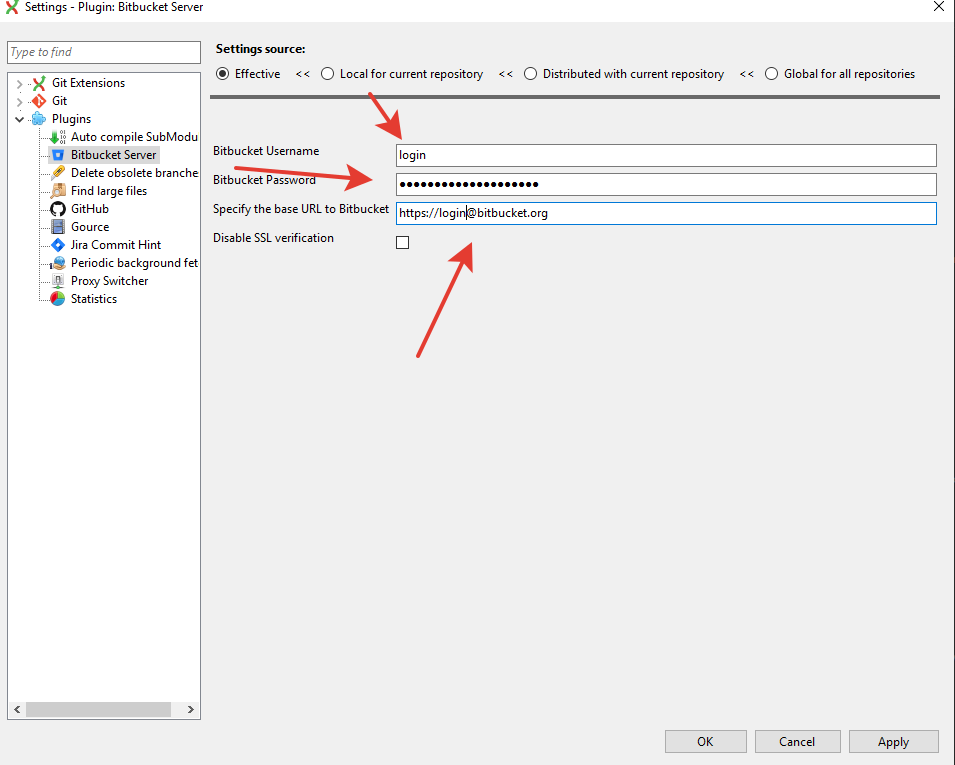 Settings - Plugin: Bitbucket Server
Type to find
Git Extensions
Git
Plugins
Auto compile SubModu
Bitbucket Server
Delete obsolete branche
Find large files
GitHub
Gource
Jira Commit Hint
Periodic background fet
Proxy Switcher
Statistics
Settings source:
Effective << Local for current repository << Distributed with current repository << Global for all repositories
Bitbucket Username login
Bitbucket Password ●●●●●●●●●●●●●●●●●●●●
Specify the base URL to Bitbucket https://login@bitbucket.org
Disable SSL verification
OK Cancel Apply